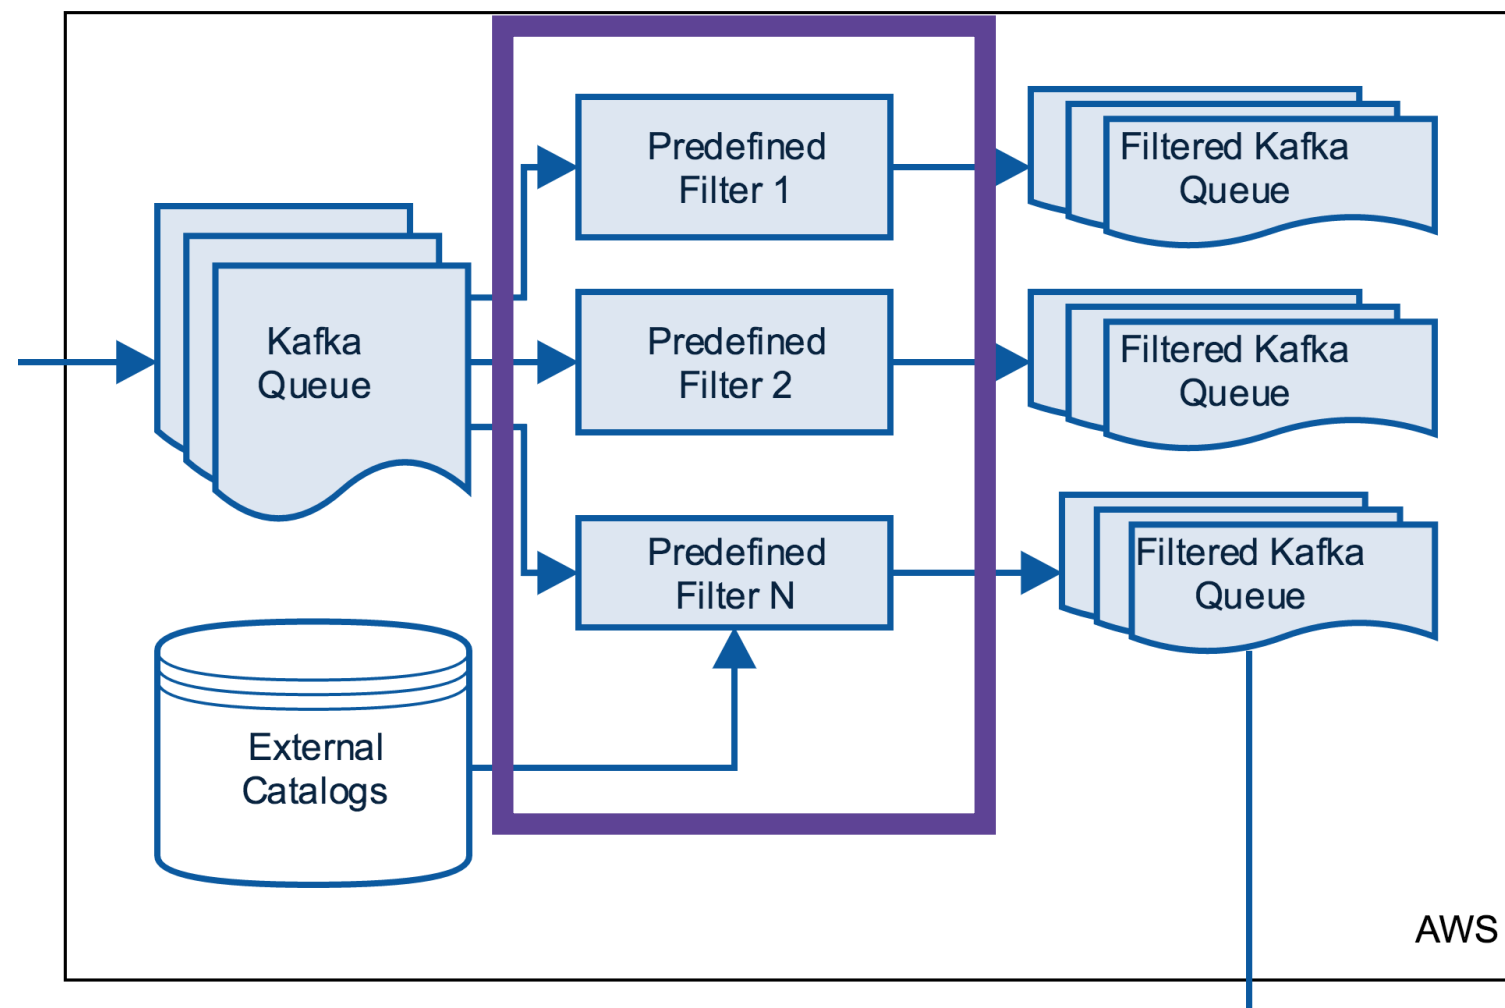 Kafka
Queue
Predefined
Filter 1
Filtered Kafka
Queue
Predefined
Filter 2
Filtered Kafka
Queue
Predefined
Filter N
Filtered Kafka
Queue
External
Catalogs
AWS